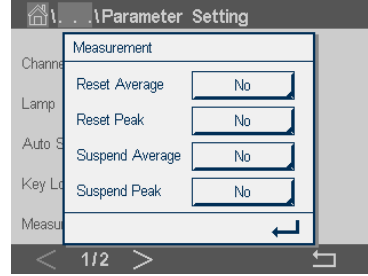 \. . .\Parameter Setting
Measurement
Channe
Reset Average No
Lamp
Reset Peak No
Auto S
Suspend Average No
Key Lo
Suspend Peak No
Measu
< 1/2 >